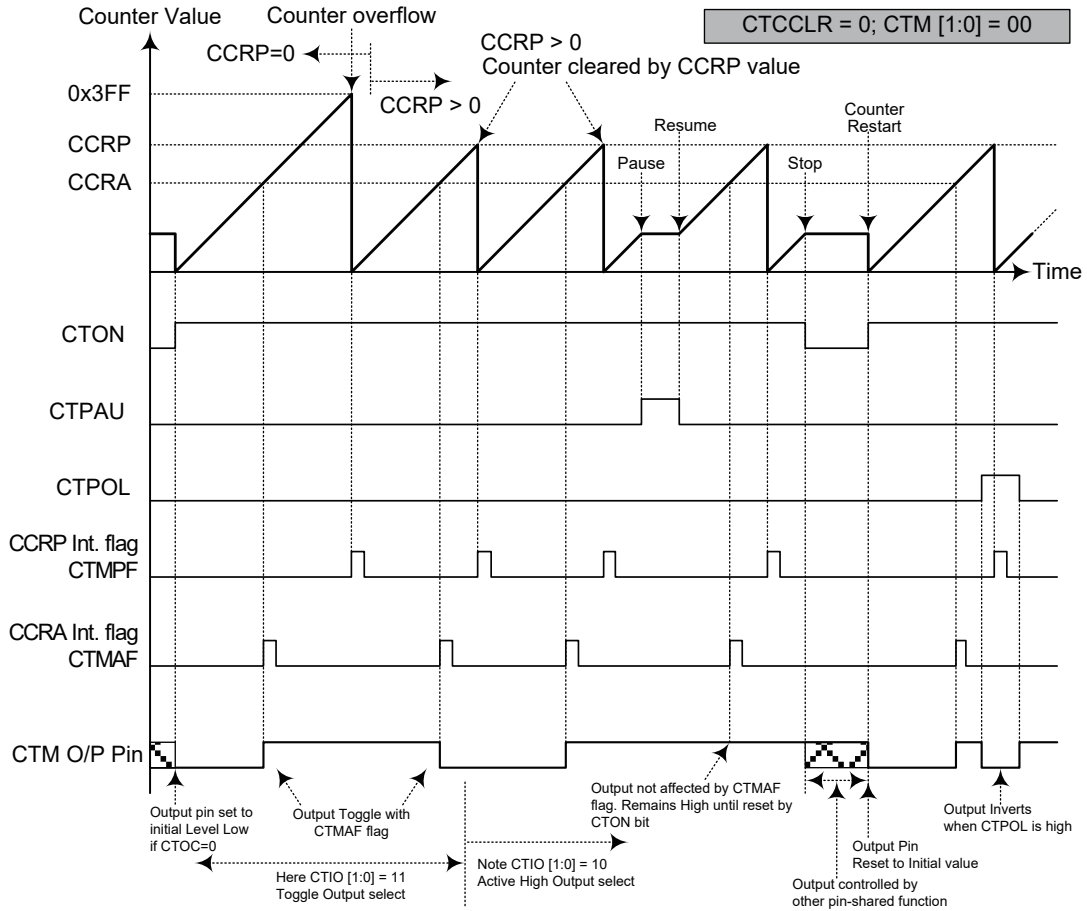 Counter Value
Counter overflow
CTCCLR = 0; CTM [1:0] = 00
CCRP=0
CCRP > 0
CCRP > 0
Counter cleared by CCRP value
0x3FF
CCRP
CCRA
Pause
Resume
Stop
Counter
Restart
Time
CTON
CTPAU
CTPOL
CCRP Int. flag
CTMPF
CCRA Int. flag
CTMAF
CTM O/P Pin
Output pin set to
initial Level Low
if CTOC=0
Output Toggle with
CTMAF flag
Output not affected by CTMAF
flag. Remains High until reset by
CTON bit
Output Inverts
when CTPOL is high
Output Pin
Reset to Initial value
Here CTIO [1:0] = 11
Toggle Output select
Note CTIO [1:0] = 10
Active High Output select
Output controlled by
other pin-shared function